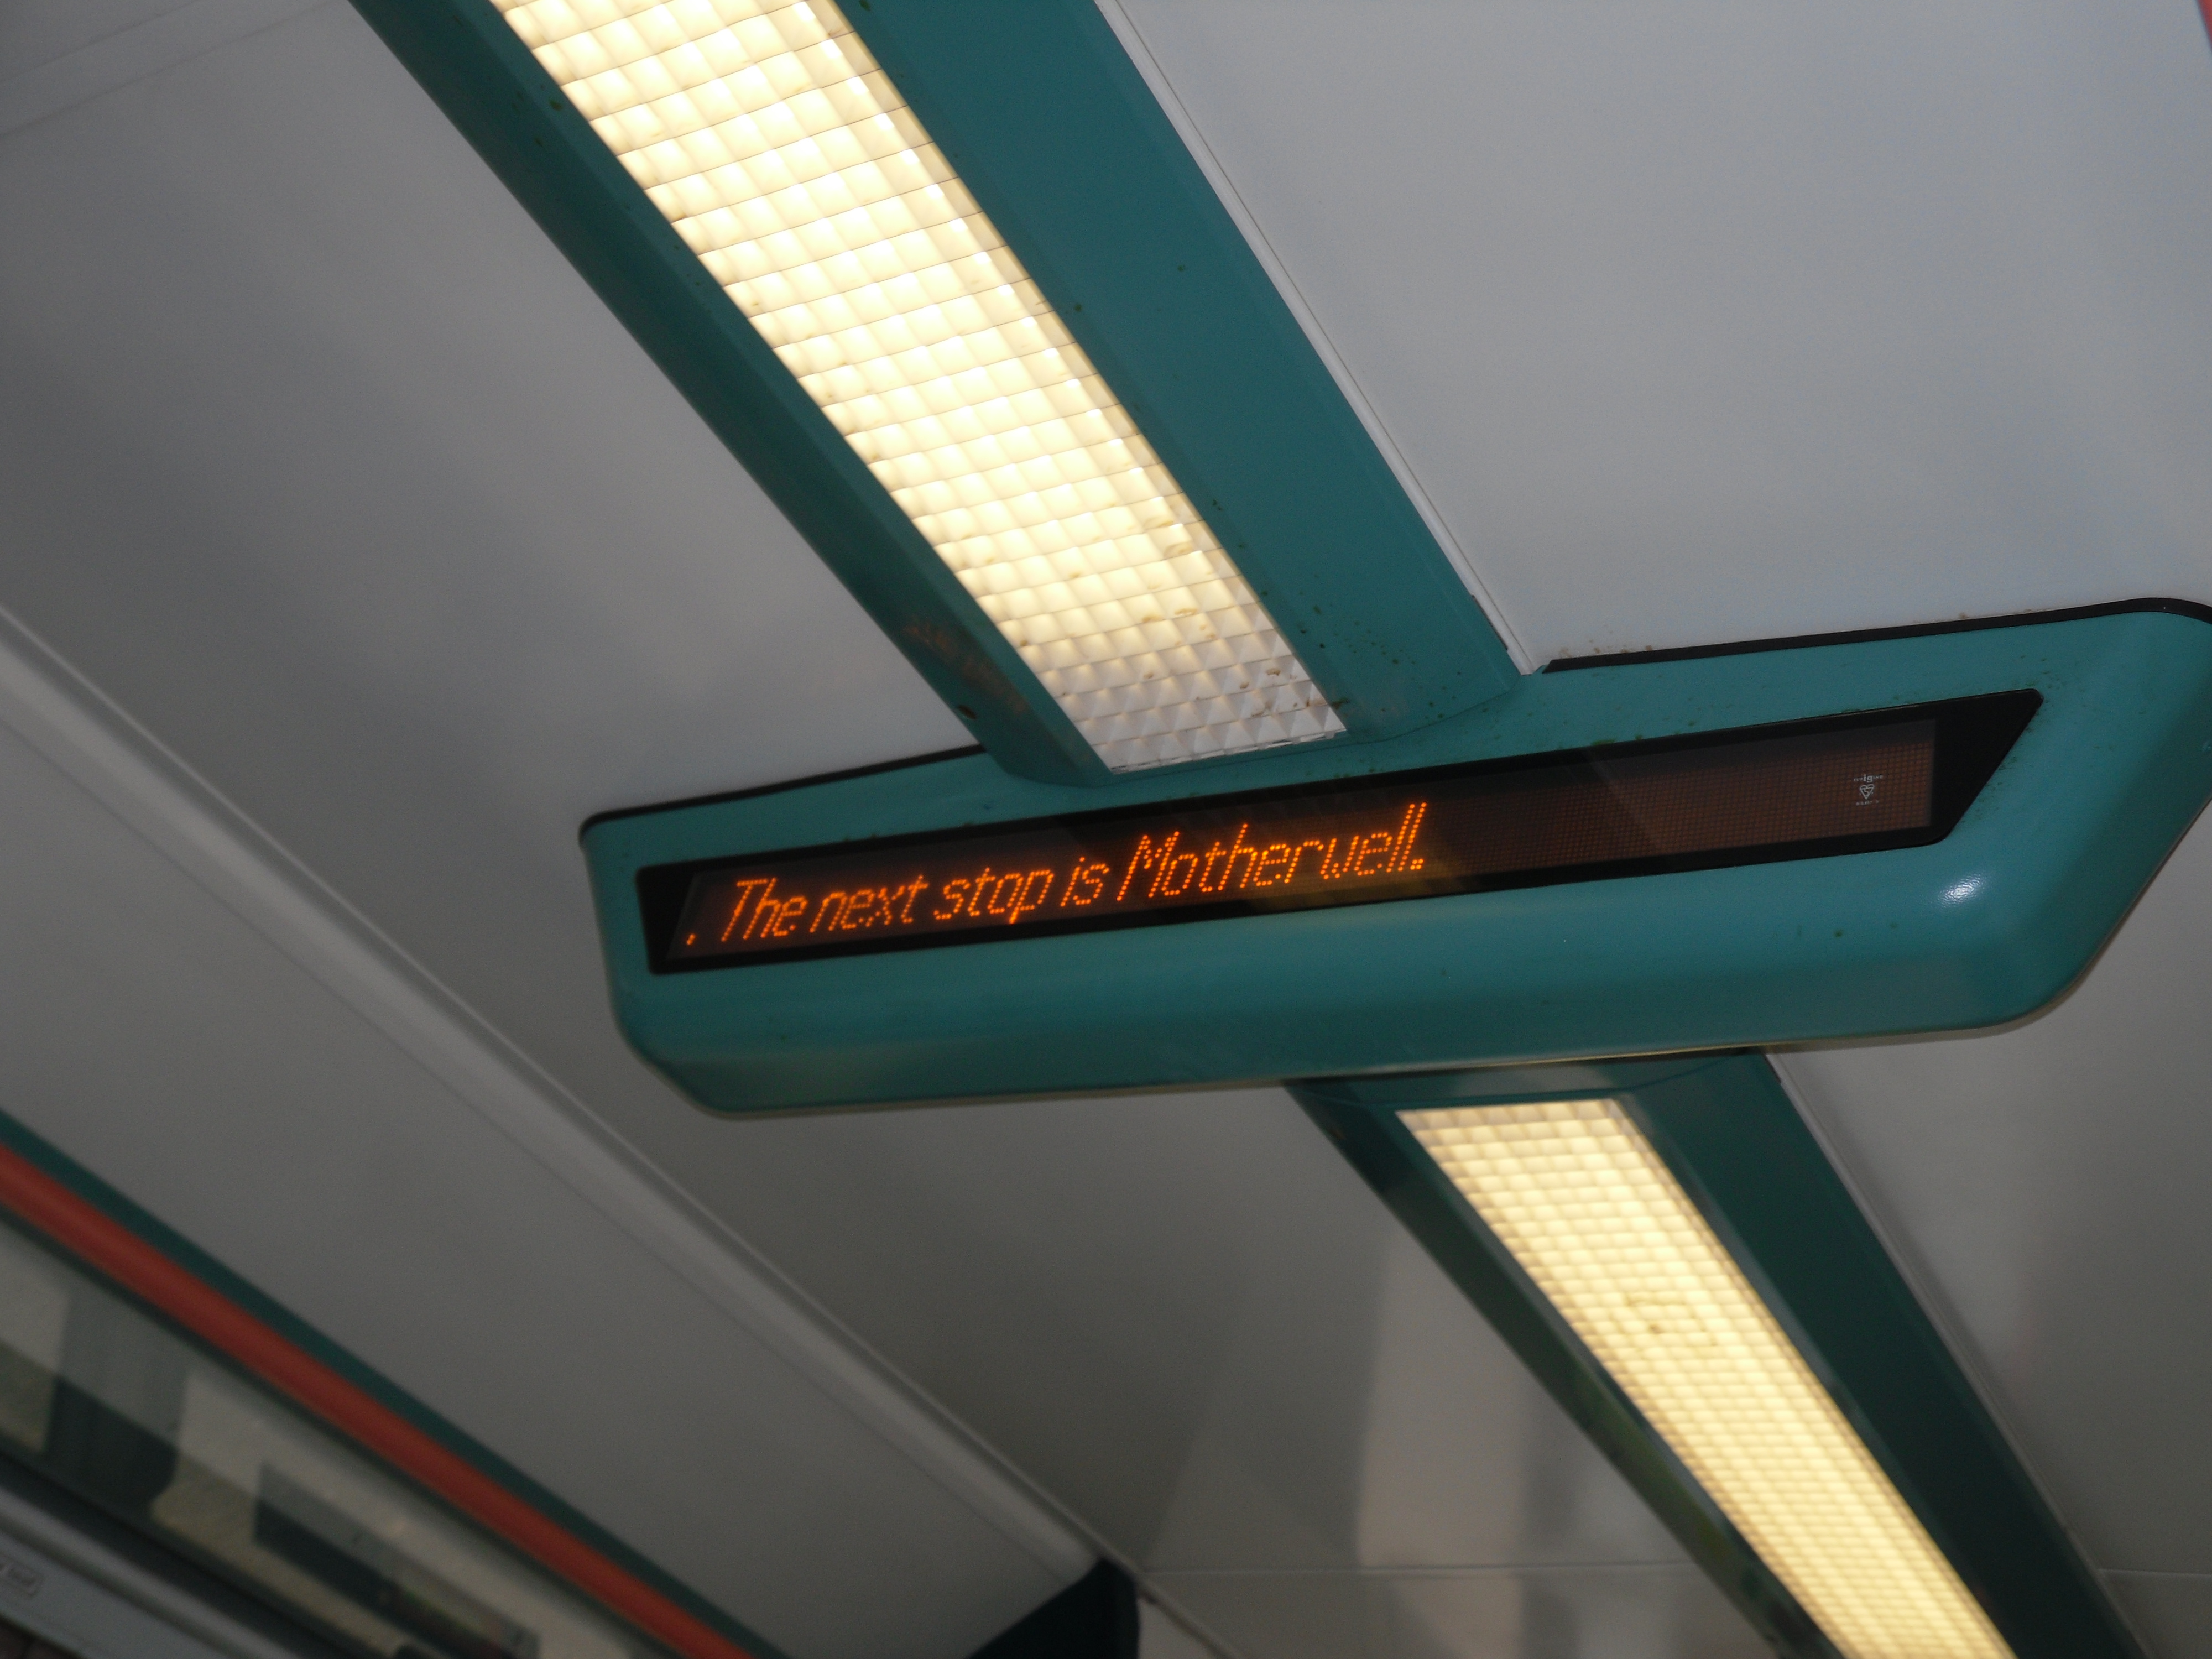 . The next stop is Motherwell.